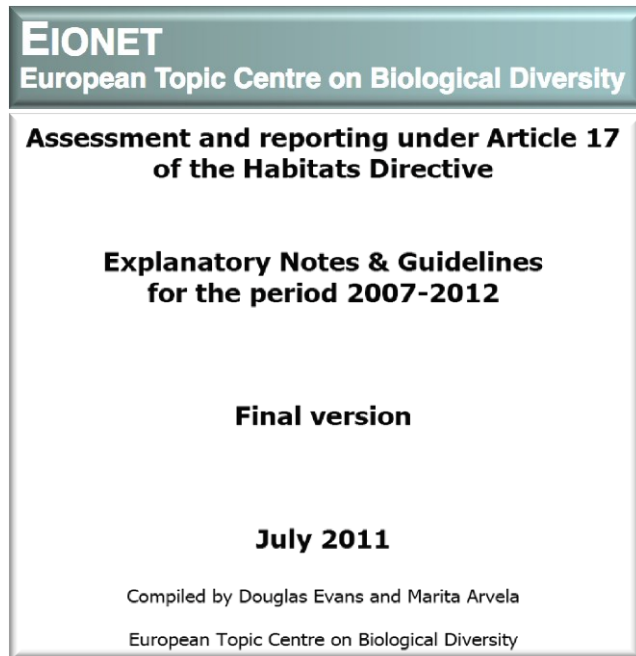 EIONET
European Topic Centre on Biological Diversity
Assessment and reporting under Article 17
of the Habitats Directive
Explanatory Notes & Guidelines
for the period 2007-2012
Final version
July 2011
Compiled by Douglas Evans and Marita Arvela
European Topic Centre on Biological Diversity